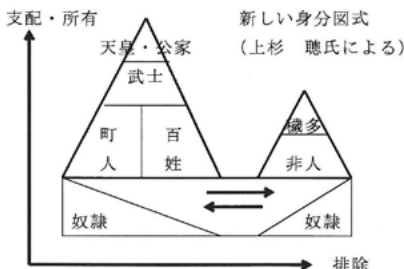 支配・所有
新しい身分図式
(上杉 聰氏による)
天皇・公家
武士
町人
百姓
穢多
非人
奴隷
奴隷
排除